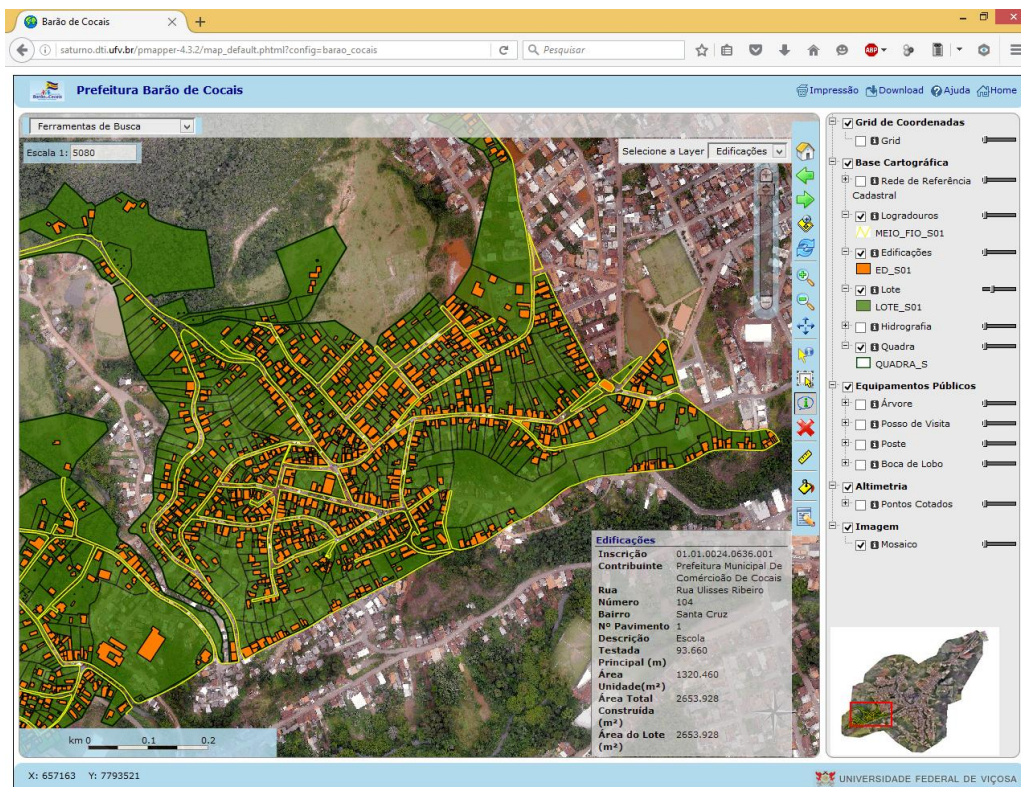 Barão de Cocais
saturno.dti.ufv.br/pmapper-4.3.2/map_default.phtml?config=barao_cocais
Pesquisar
ABP
Prefeitura Barão de Cocais
Impressão Download Ajuda Home
Ferramentas de Busca
Escala 1: 5080
Selecione a Layer Edificações
Grid de Coordenadas
Grid
Base Cartográfica
Rede de Referência
Cadastral
Logradouros
MEIO_FIO_S01
Edificações
ED_S01
Lote
LOTE_S01
Hidrografia
Quadra
QUADRA_S
Equipamentos Públicos
Árvore
Posso de Visita
Poste
Boca de Lobo
Altimetria
Pontos Cotados
Imagem
Mosaico
Edificações
Inscrição 01.01.0024.0636.001
Contribuinte Prefeitura Municipal De
Comércioão De Cocais
Rua Rua Ulisses Ribeiro
Número 104
Bairro Santa Cruz
Nº Pavimento 1
Descrição Escola
Testada 93.660
Principal (m)
Área 1320.460
Unidade(m²)
Área Total 2653.928
Construída
(m²)
Área do Lote 2653.928
(m²)
km 0 0.1 0.2
X: 657163 Y: 7793521
UNIVERSIDADE FEDERAL DE VIÇOSA